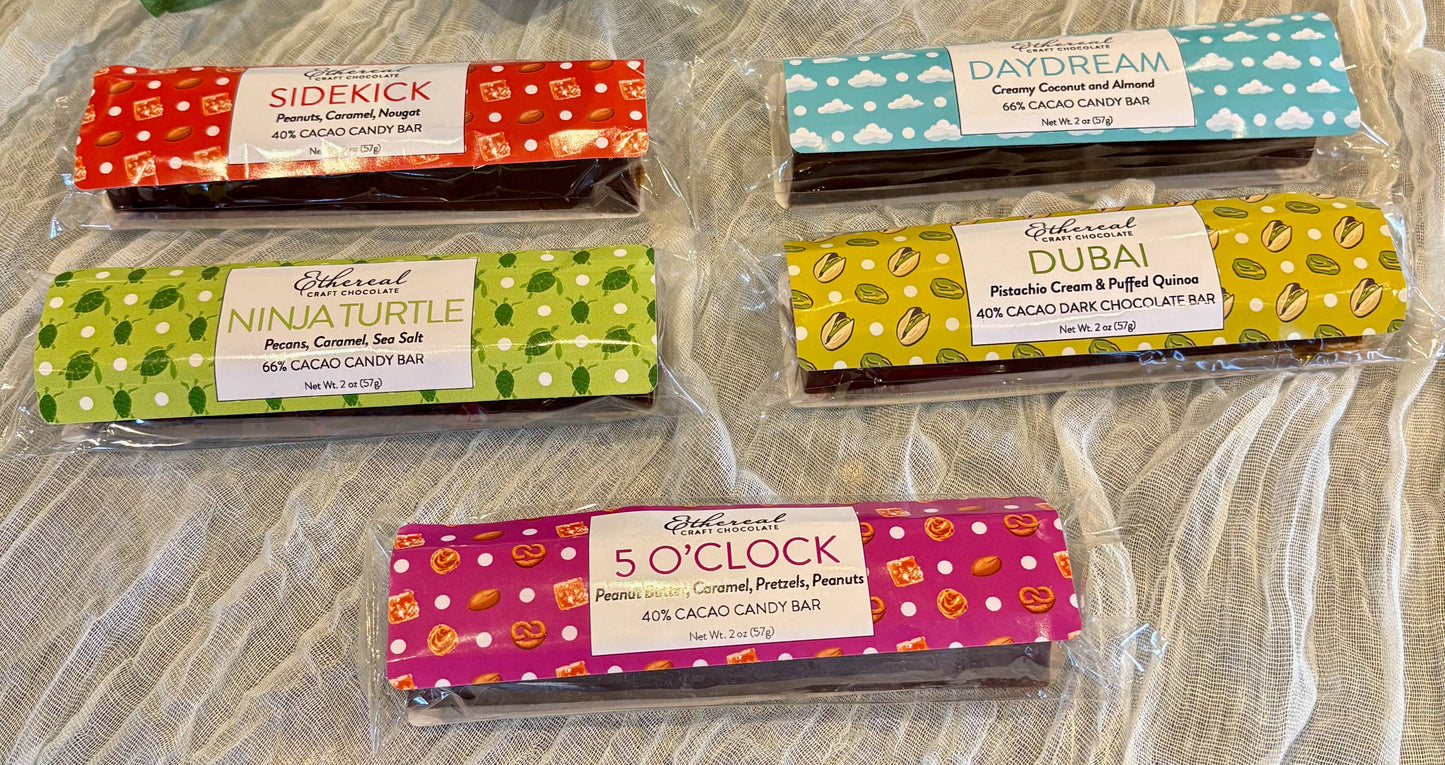 Ethereal
CRAFT CHOCOLATE
SIDEKICK
Peanuts, Caramel, Nougat
40% CACAO CANDY BAR
oz (57g)
Ethereal
CRAFT CHOCOLATE
DAYDREAM
Creamy Coconut and Almond
66% CACAO CANDY BAR
Net Wt. 2 oz (57g)
Ethereal
CRAFT CHOCOLATE
NINJA TURTLE
Pecans, Caramel, Sea Salt
66% CACAO CANDY BAR
Net Wt. 2 oz (57g)
Ethereal
CRAFT CHOCOLATE
DUBAI
Pistachio Cream & Puffed Quinoa
40% CACAO DARK CHOCOLATE BAR
Net Wt. 2 oz (57g)
Ethereal
CRAFT CHOCOLATE
5 O'CLOCK
Peanut Butter, Caramel, Pretzels, Peanuts
40% CACAO CANDY BAR
Net Wt. 2 oz (57g)